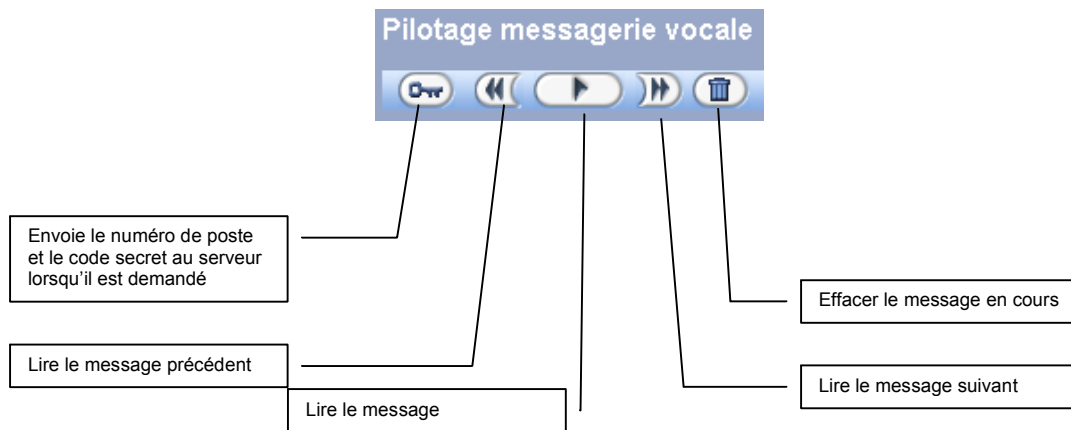 Pilotage messagerie vocale
Envoie le numéro de poste
et le code secret au serveur
lorsqu'il est demandé
Effacer le message en cours
Lire le message précédent
Lire le message suivant
Lire le message